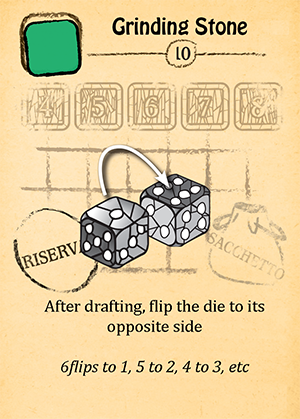 Grinding Stone
10
4 5 6 7 8
RISERV
SACCHETTO
After drafting, flip the die to its
opposite side
6flips to 1, 5 to 2, 4 to 3, etc